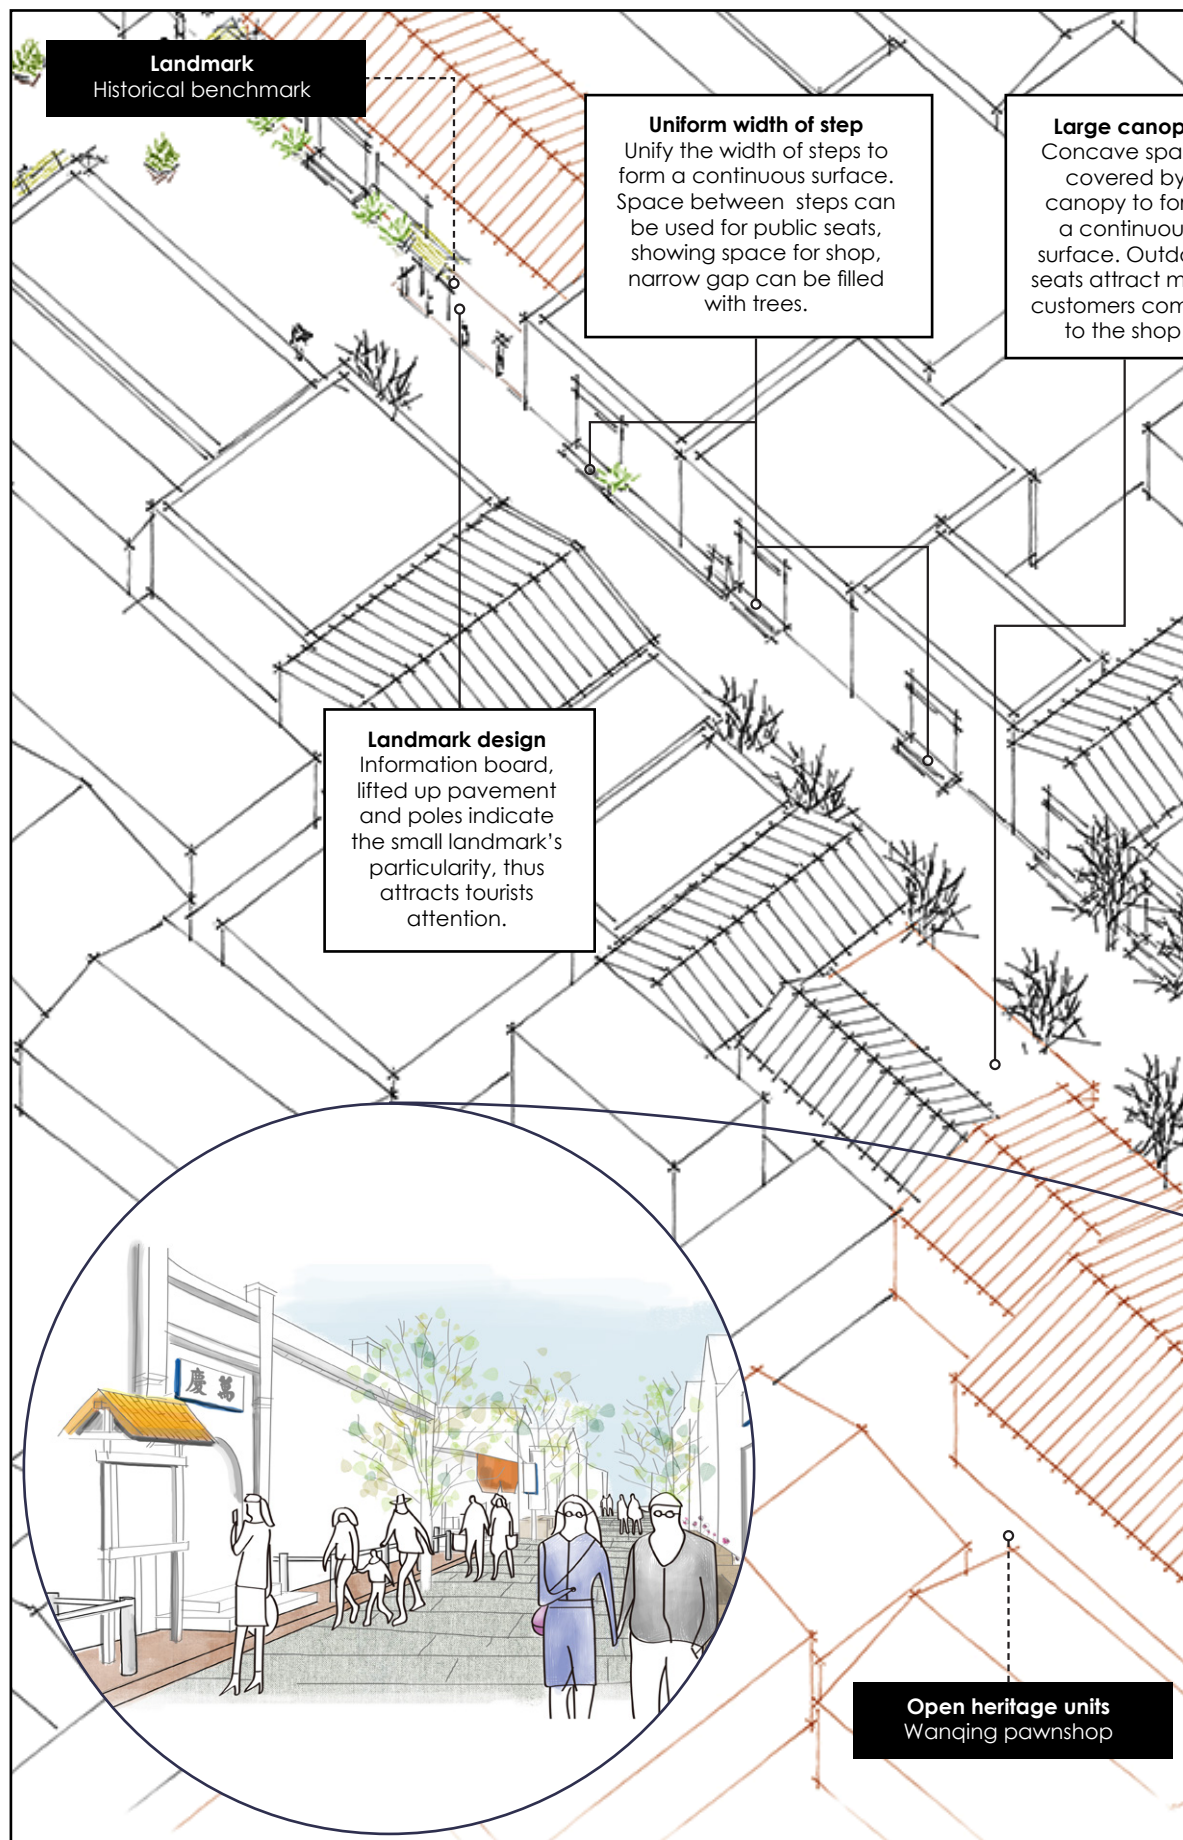 Landmark
Historical benchmark
Uniform width of step
Unify the width of steps to
form a continuous surface.
Space between steps can
be used for public seats,
showing space for shop,
narrow gap can be filled
with trees.
Large canop
Concave spa
covered by
canopy to for
a continuou
surface. Outdo
seats attract m
customers com
to the shop
Landmark design
Information board,
lifted up pavement
and poles indicate
the small landmark's
particularity, thus
attracts tourists
attention.
慶萬
Open heritage units
Wanqing pawnshop